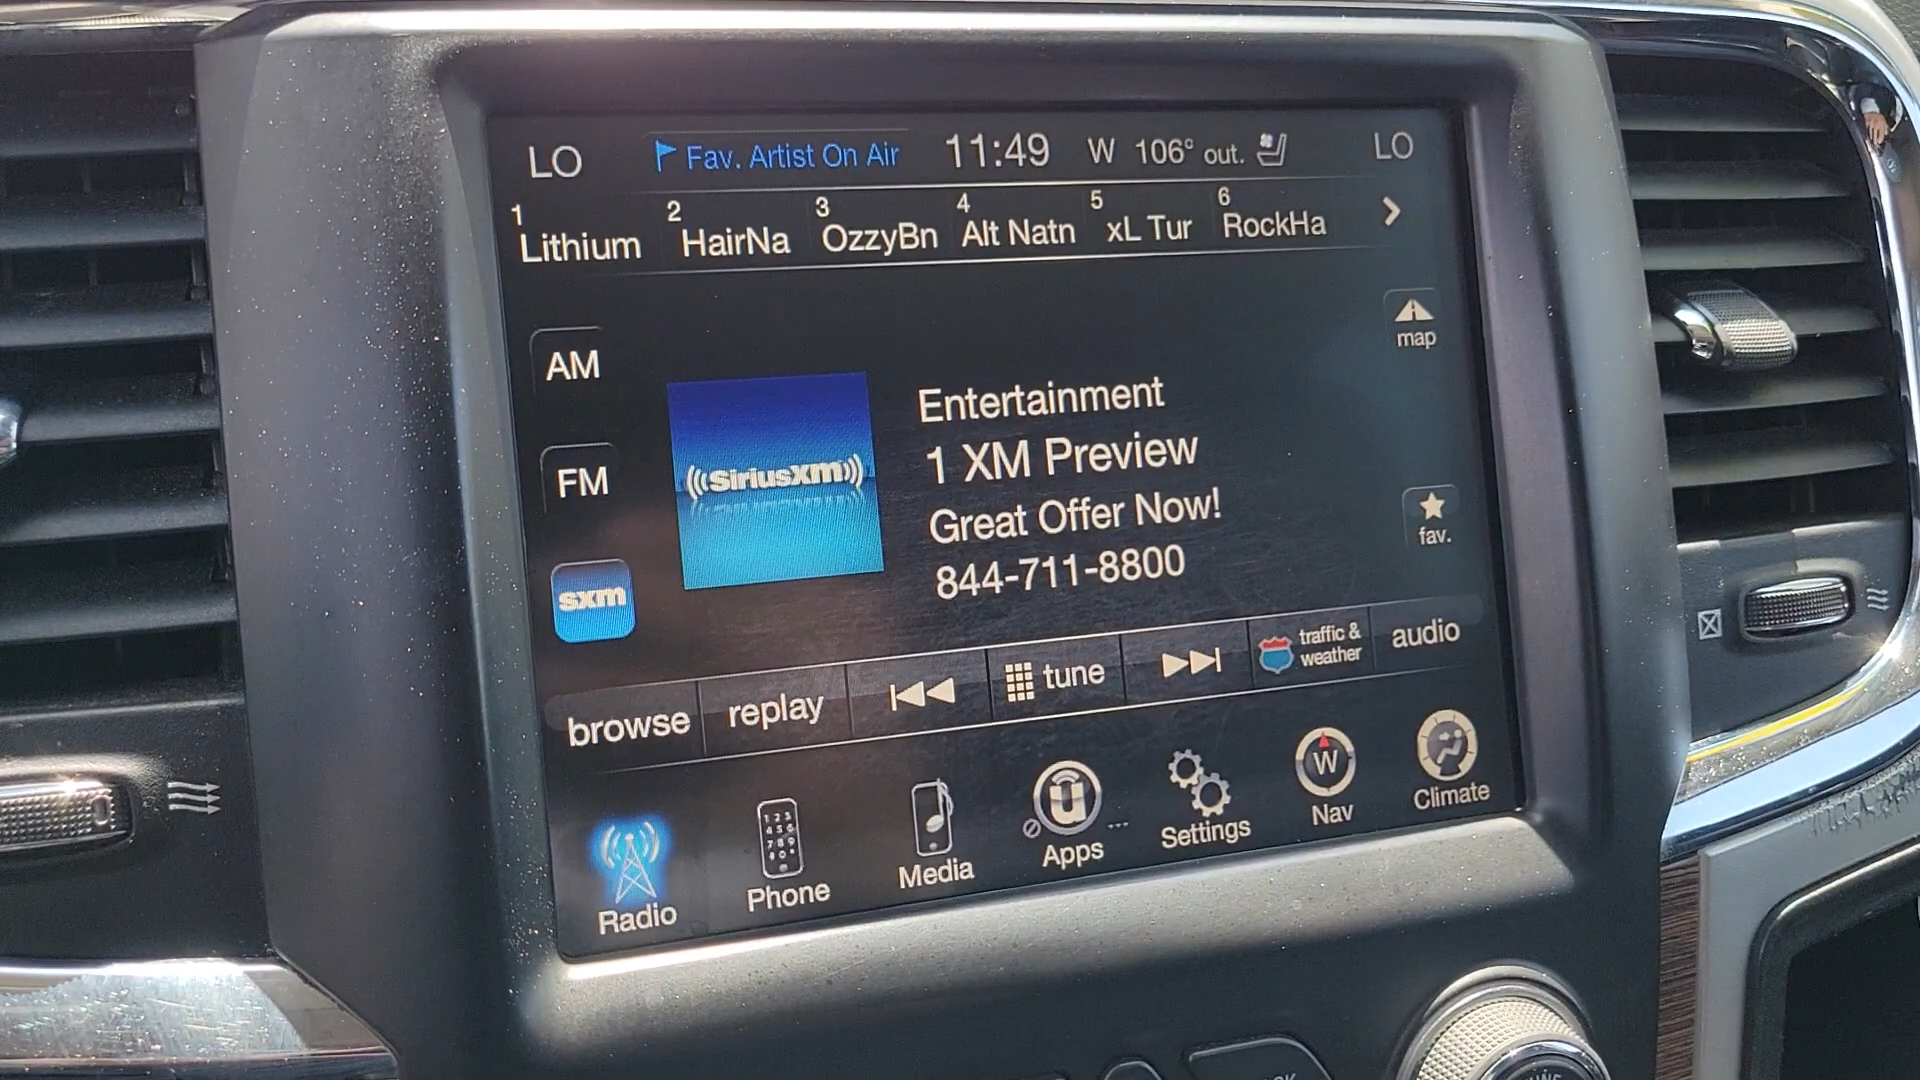 LO Fav. Artist On Air 11:49 W 106° out. LO
1 Lithium 2 HairNa 3 OzzyBn 4 Alt Natn 5 xL Tur 6 RockHa
map
AM
Entertainment
1 XM Preview
((SiriusXM))
FM
Great Offer Now!
fav.
844-711-8800
sxm
browse replay tune traffic & weather audio
Radio Phone Media Apps Settings W Nav Climate